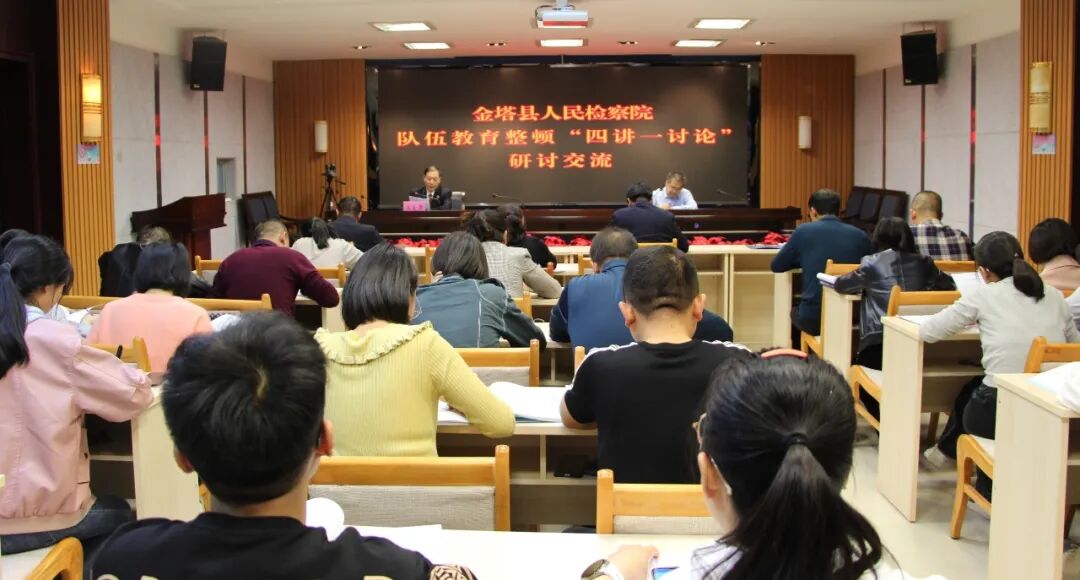 金塔县人民检察院
队伍教育整顿“四讲一讨论”
研讨交流